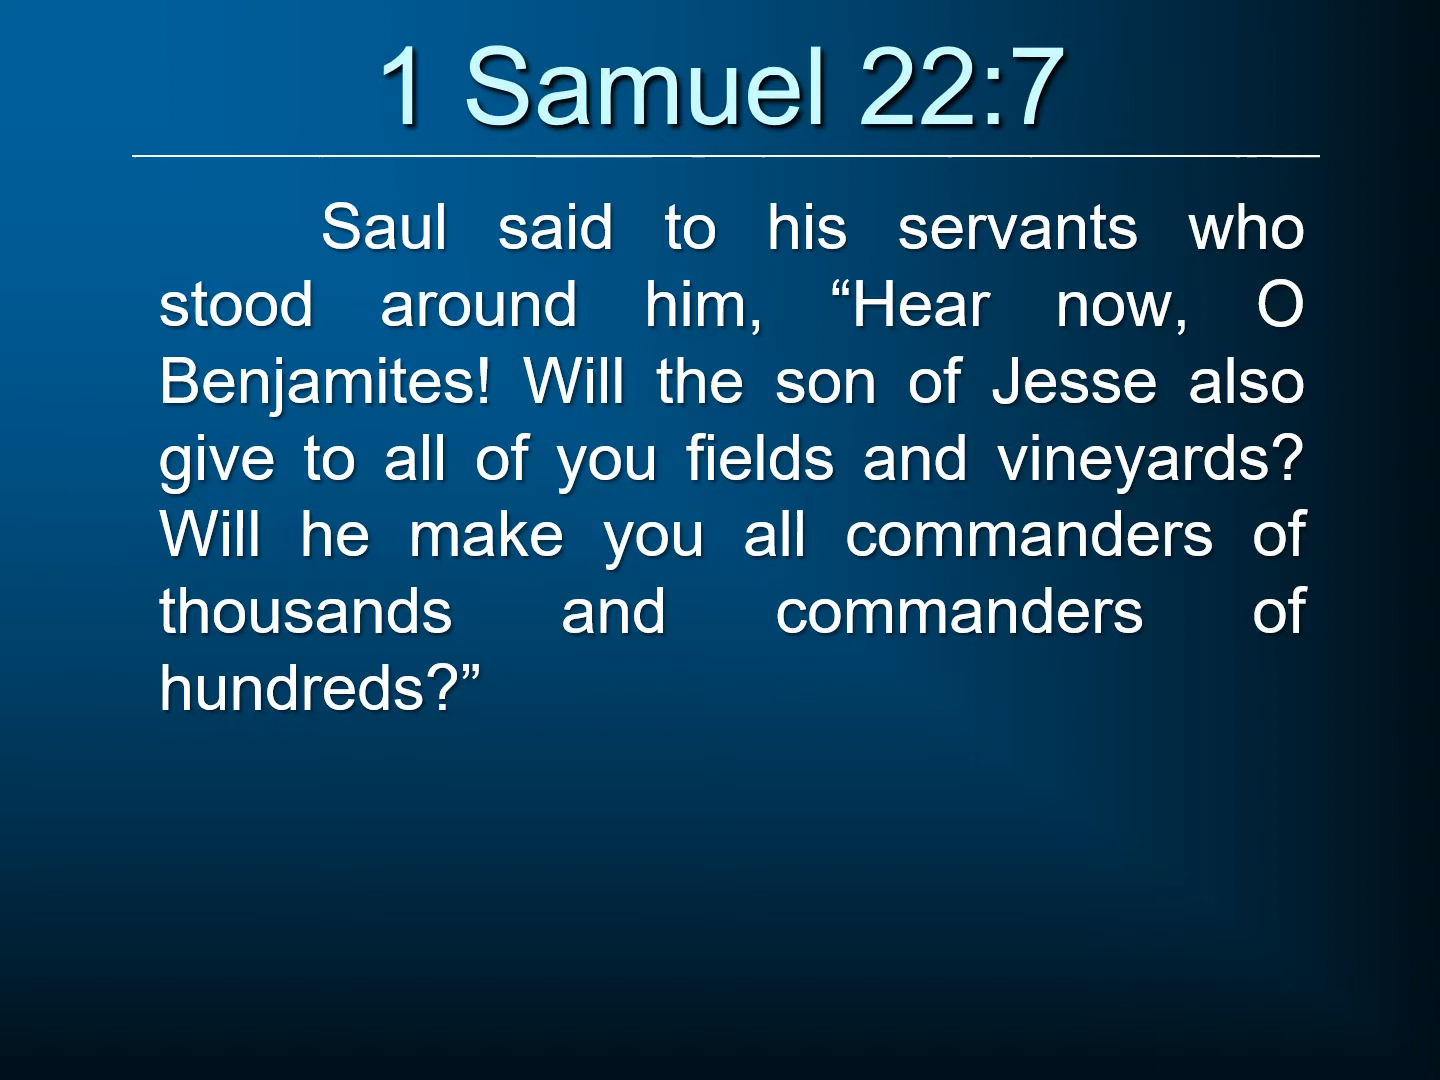 1 Samuel 22:7
Saul said to his servants who
stood around him, “Hear now, O
Benjamites! Will the son of Jesse also
give to all of you fields and vineyards?
Will he make you all commanders of
thousands and commanders of
hundreds?”